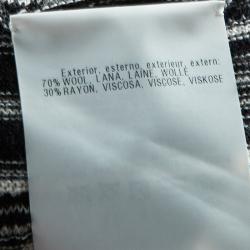 Exterior, esterno, exterieur, extern:
70% WOOL, LANA, LAINE, WOLLE
30% RAYON, VISCOSA, VISCOSE, VISKOSE